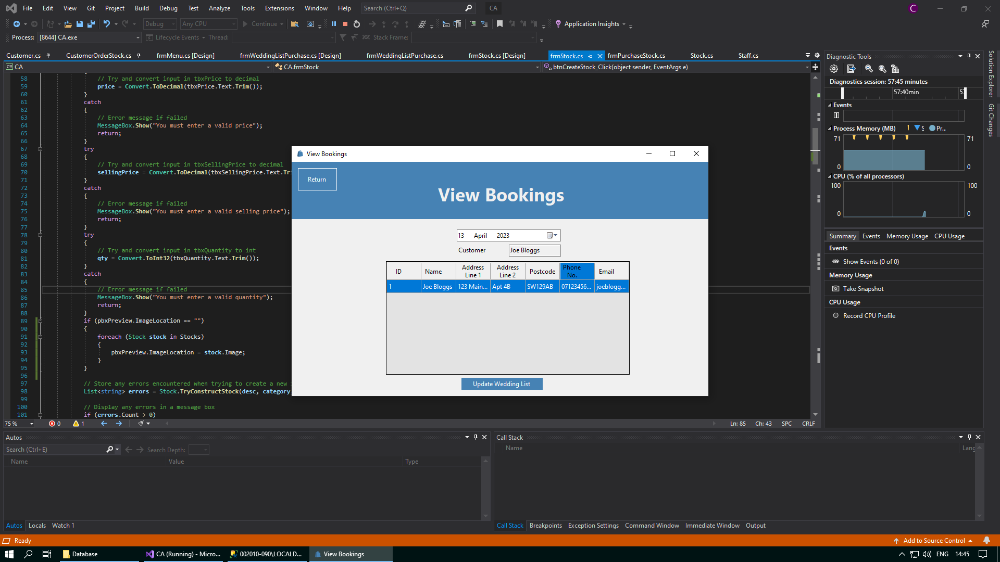 File Edit View Git Project Build Debug Test Analyze Tools Extensions Window Help Search (Ctrl+Q) CA C
Debug Any CPU Continue Application Insights
Process: [8644] CA.exe Lifecycle Events Thread: Stack Frame:
Customer.cs CustomerOrderStock.cs frmMenu.cs [Design] frmWeddingListPurchase.cs [Design] frmWeddingListPurchase.cs frmStock.cs [Design] frmStock.cs frmPurchaseStock.cs Stock.cs Staff.cs
CA CA.frmStock btnCreateStock_Click(object sender, EventArgs e)
58 // Try and convert input in tbxPrice to decimal
59 price = Convert.ToDecimal(tbxPrice.Text.Trim());
60 }
61 catch
62 {
63 // Error message if failed
64 MessageBox.Show("You must enter a valid price");
65 return;
66 }
67 try
68 {
69 // Try and convert input in tbxSellingPrice to decimal
70 sellingPrice = Convert.ToDecimal(tbxSellingPrice.Text.Tri
71 }
72 catch
73 {
74 // Error message if failed
75 MessageBox.Show("You must enter a valid selling price");
76 return;
77 }
78 try
79 {
80 // Try and convert input in tbxQuantity to int
81 qty = Convert.ToInt32(tbxQuantity.Text.Trim());
82 }
83 catch
84 {
85 // Error message if failed
86 MessageBox.Show("You must enter a valid quantity");
87 return;
88 }
89 if (pbxPreview.ImageLocation == "")
90 {
91 foreach (Stock stock in Stocks)
92 {
93 pbxPreview.ImageLocation = stock.Image;
94 }
95 }
96
97 // Store any errors encountered when trying to create a new
98 List<string> errors = Stock.TryConstructStock(desc, category
99
100 // Display any errors in a message box
101 if (errors.Count > 0)
75 % 0 1 Ln: 85 Ch: 43 SPC CRLF
View Bookings
Return
View Bookings
13 April 2023
Customer Joe Bloggs
ID Name Address Line 1 Address Line 2 Postcode Phone No. Email
1 Joe Bloggs 123 Main... Apt 4B SW129AB 07123456... joeblogg...
Update Wedding List
Diagnostic Tools
Diagnostics session: 57:45 minutes
57:40min 57
Events
Process Memory (MB) S Pr...
71 71
0 0
CPU (% of all processors)
100 100
0 0
Summary Events Memory Usage CPU Usage
Events
Show Events (0 of 0)
Memory Usage
Take Snapshot
CPU Usage
Record CPU Profile
Solution Explorer
Git Changes
Autos
Search (Ctrl+E) Search Depth:
Name Value Type
Autos Locals Watch 1
Call Stack
Name Lang
Call Stack Breakpoints Exception Settings Command Window Immediate Window Output
Ready Add to Source Control
Database CA (Running) - Micro... 002010-090\LOCALD... View Bookings ENG 14:45